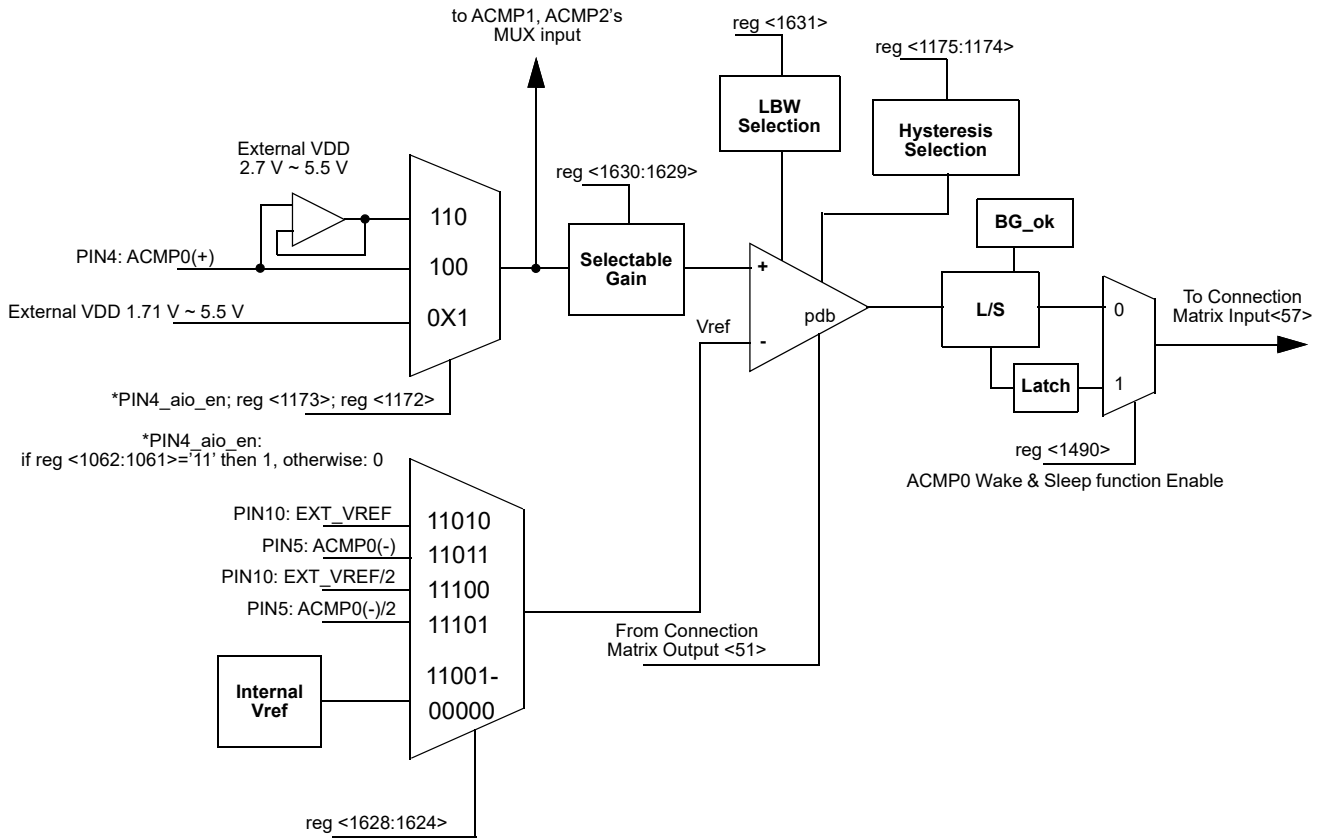 to ACMP1, ACMP2's
MUX input
reg <1631>
reg <1175:1174>
LBW
Selection
Hysteresis
Selection
External VDD
2.7 V ~ 5.5 V
reg <1630:1629>
BG_ok
110
PIN4: ACMP0(+)
100
Selectable
Gain
+
External VDD 1.71 V ~ 5.5 V
0X1
Vref
-
pdb
L/S
0
To Connection
Matrix Input<57>
Latch
1
*PIN4_aio_en; reg <1173>; reg <1172>
*PIN4_aio_en:
if reg <1062:1061>='11' then 1, otherwise: 0
reg <1490>
ACMP0 Wake & Sleep function Enable
PIN10: EXT_VREF
11010
PIN5: ACMP0(-)
11011
PIN10: EXT_VREF/2
11100
PIN5: ACMP0(-)/2
11101
From Connection
Matrix Output <51>
Internal
Vref
11001-
00000
reg <1628:1624>